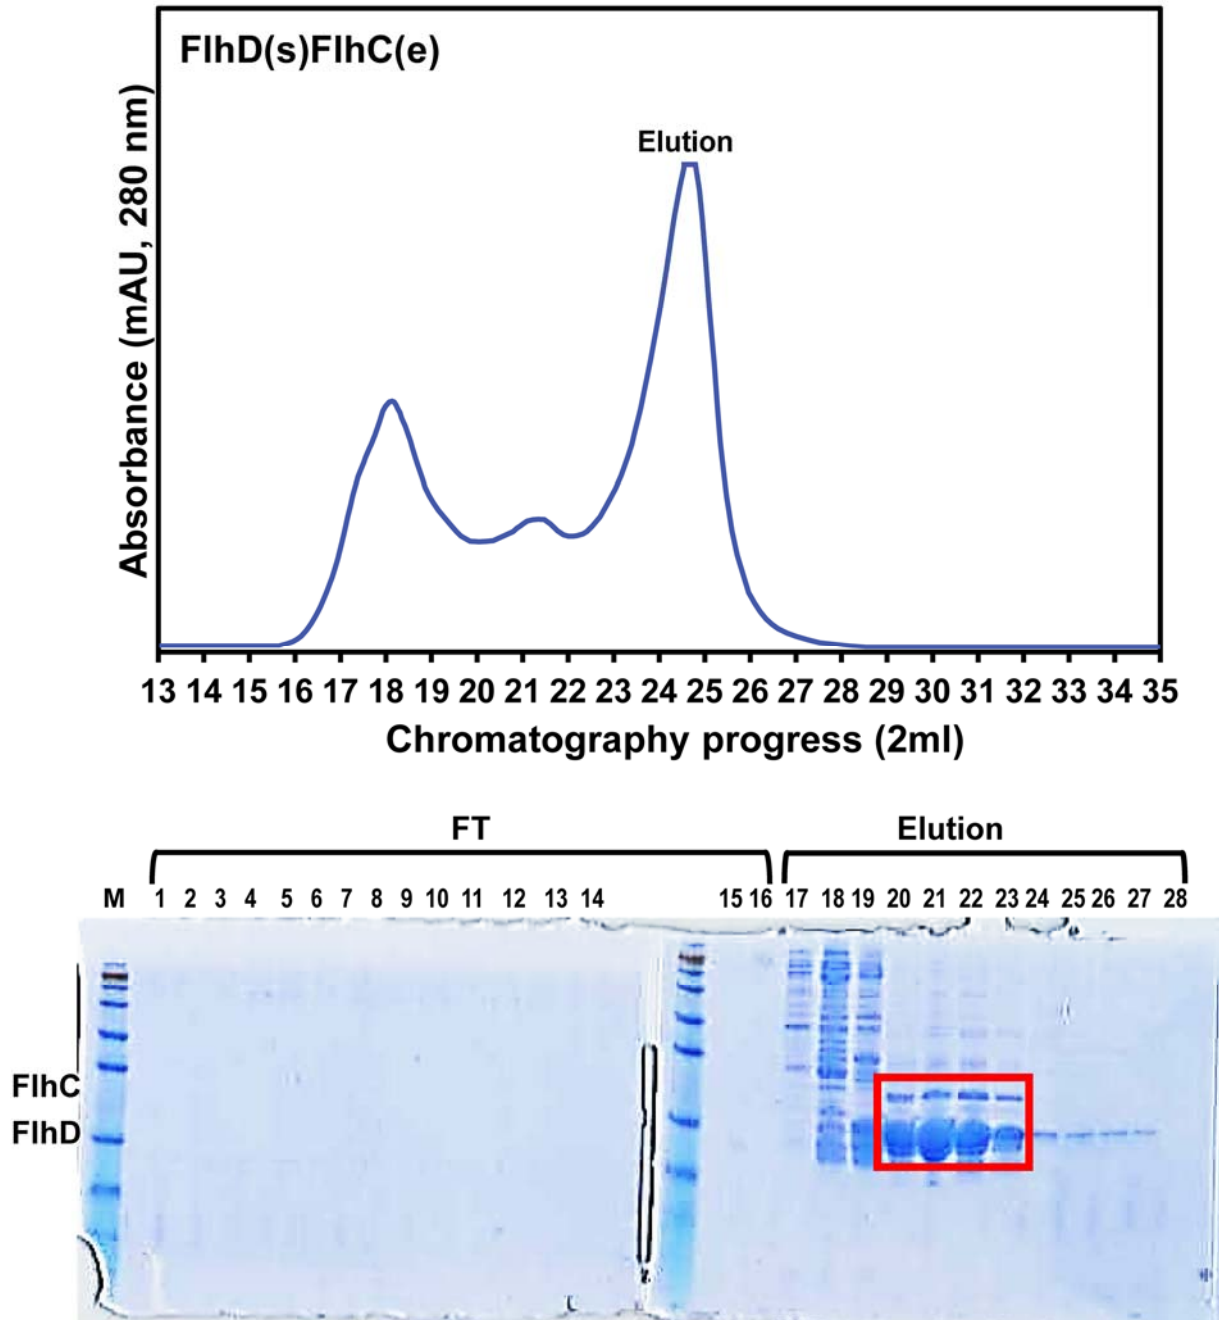 FlhD(s)FlhC(e)
Elution
Absorbance (mAU, 280 nm)
13 14 15 16 17 18 19 20 21 22 23 24 25 26 27 28 29 30 31 32 33 34 35
Chromatography progress (2ml)
FT Elution
M 1 2 3 4 5 6 7 8 9 10 11 12 13 14 15 16 17 18 19 20 21 22 23 24 25 26 27 28
FlhC
FlhD